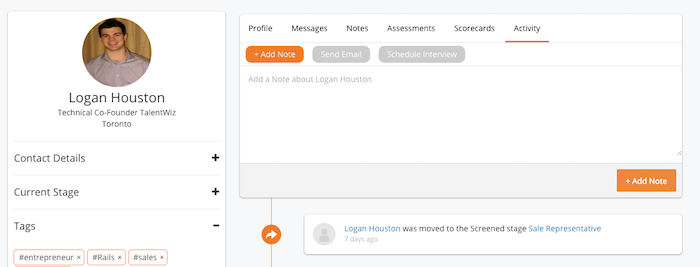 Logan Houston
Technical Co-Founder TalentWiz
Toronto
Contact Details +
Current Stage +
Tags -
#entrepreneur × #Rails × #sales ×
Profile Messages Notes Assessments Scorecards Activity
+ Add Note Send Email Schedule Interview
Add a Note about Logan Houston
+ Add Note
Logan Houston was moved to the Screened stage Sale Representative
7 days ago